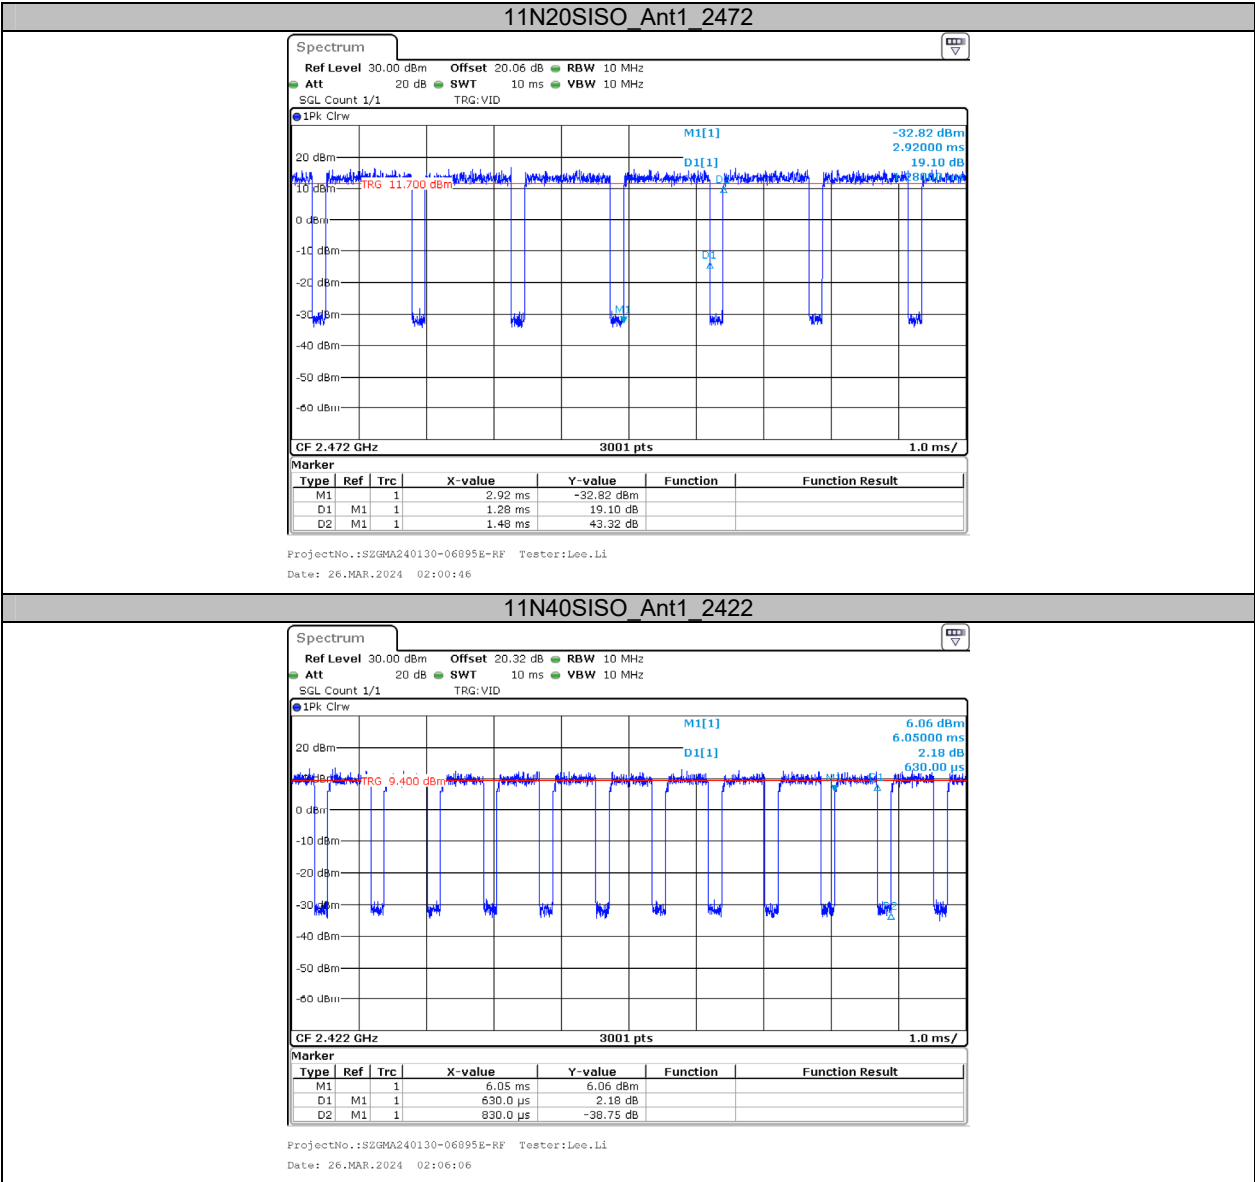 11N20SISO_Ant1_2472
Spectrum
Ref Level 30.00 dBm Offset 20.06 dB RBW 10 MHz
Att 20 dB SWT 10 ms VBW 10 MHz
SGL Count 1/1 TRG:VID
1Pk Clrw
M1[1] -32.82 dBm
2.92000 ms
20 dBm
D1[1] 19.10 dB
TRG 11.700 dBm
10 dBm
0 dBm
-10 dBm
D1
-20 dBm
-30 dBm
M1
-40 dBm
-50 dBm
-60 dBm
CF 2.472 GHz 3001 pts 1.0 ms/
Marker
Type Ref Trc X-value Y-value Function Function Result
M1 1 2.92 ms -32.82 dBm
D1 M1 1 1.28 ms 19.10 dB
D2 M1 1 1.48 ms 43.32 dB
ProjectNo.:SZGMA240130-06895E-RF Tester:Lee.Li
Date: 26.MAR.2024 02:00:46
11N40SISO_Ant1_2422
Spectrum
Ref Level 30.00 dBm Offset 20.32 dB RBW 10 MHz
Att 20 dB SWT 10 ms VBW 10 MHz
SGL Count 1/1 TRG:VID
1Pk Clrw
M1[1] 6.06 dBm
6.05000 ms
20 dBm
D1[1] 2.18 dB
630.00 µs
TRG 9.400 dBm
0 dBm
-10 dBm
-20 dBm
-30 dBm
D2
-40 dBm
-50 dBm
-60 dBm
CF 2.422 GHz 3001 pts 1.0 ms/
Marker
Type Ref Trc X-value Y-value Function Function Result
M1 1 6.05 ms 6.06 dBm
D1 M1 1 630.0 µs 2.18 dB
D2 M1 1 830.0 µs -38.75 dB
ProjectNo.:SZGMA240130-06895E-RF Tester:Lee.Li
Date: 26.MAR.2024 02:06:06